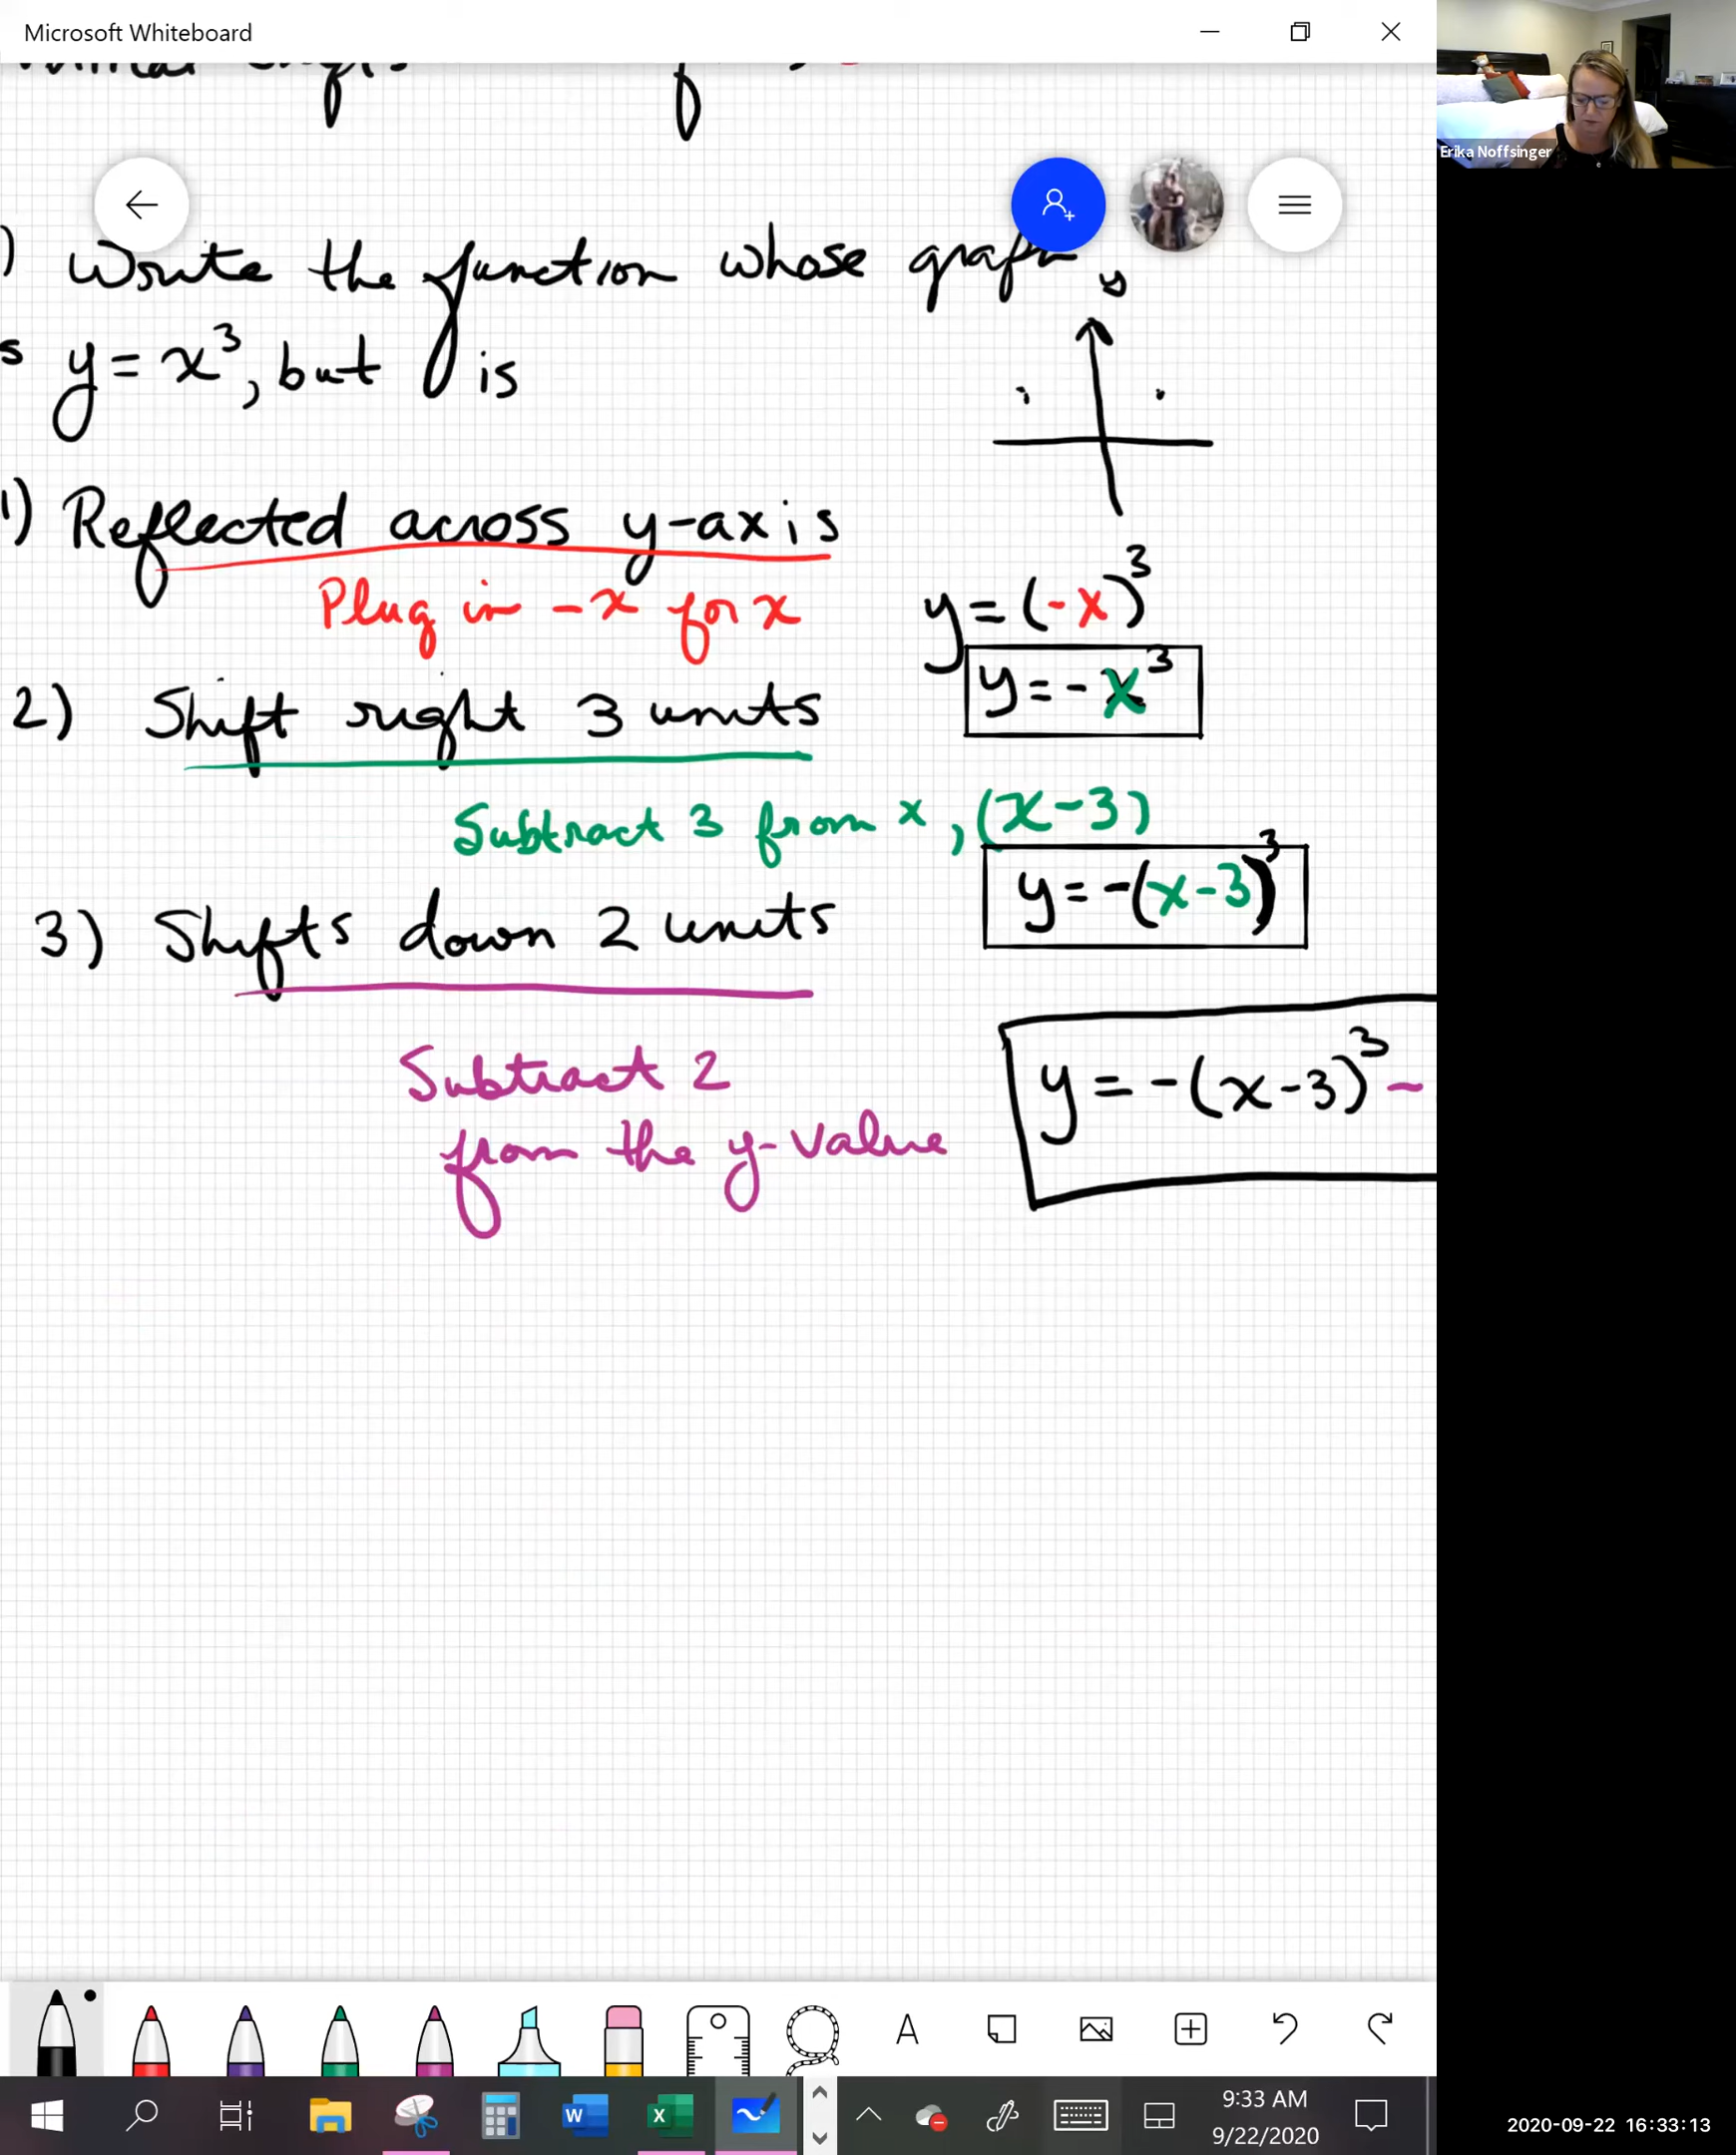 Microsoft Whiteboard
Erika Noffsinger
) Write the function whose graph
s y = x³, but is
y
1) Reflected across y-axis
Plug in -x for x
y = (-x)³
y = -x³
2) Shift right 3 units
Subtract 3 from x, (x-3)
y = -(x-3)³
3) Shifts down 2 units
Subtract 2
from the y-value
y = -(x-3)³ -
A
W
X
9:33 AM
9/22/2020
2020-09-22 16:33:13